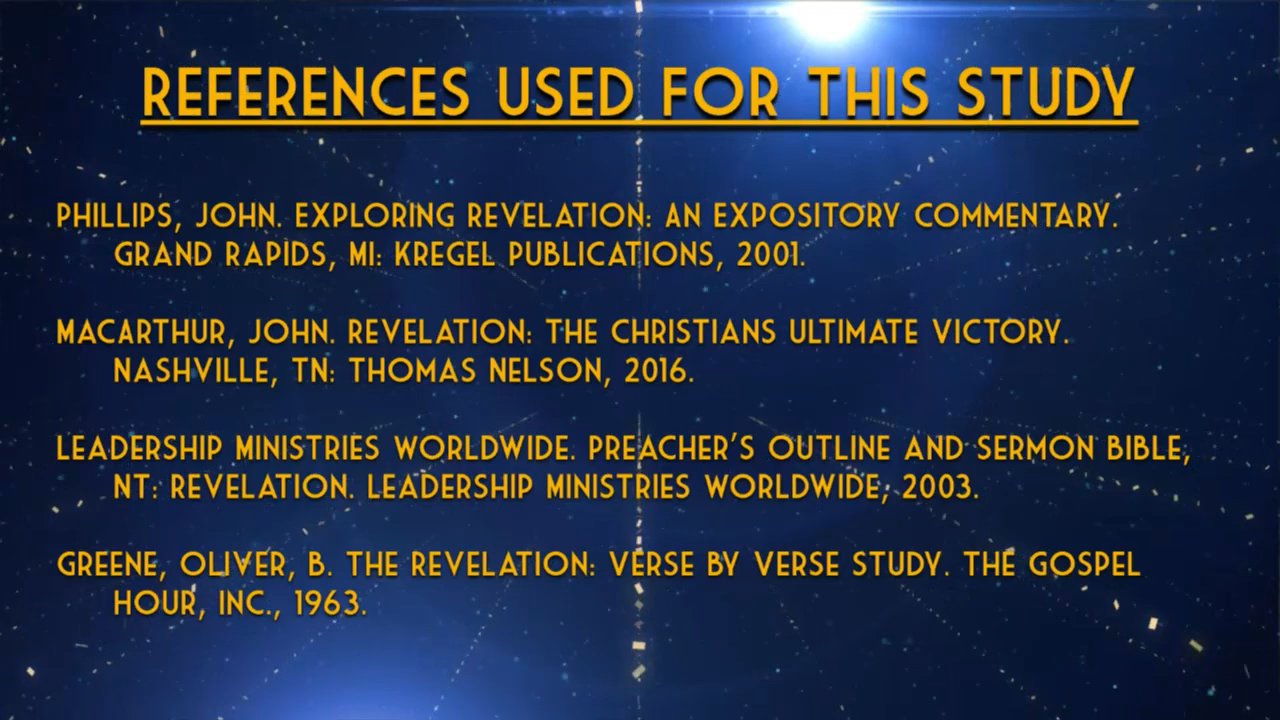 REFERENCES USED FOR THIS STUDY
PHILLIPS, JOHN. EXPLORING REVELATION: AN EXPOSITORY COMMENTARY.
GRAND RAPIDS, MI: KREGEL PUBLICATIONS, 2001.
MACARTHUR, JOHN. REVELATION: THE CHRISTIANS ULTIMATE VICTORY.
NASHVILLE, TN: THOMAS NELSON, 2016.
LEADERSHIP MINISTRIES WORLDWIDE. PREACHER'S OUTLINE AND SERMON BIBLE,
NT: REVELATION. LEADERSHIP MINISTRIES WORLDWIDE, 2003.
GREENE, OLIVER, B. THE REVELATION: VERSE BY VERSE STUDY. THE GOSPEL
HOUR, INC., 1963.